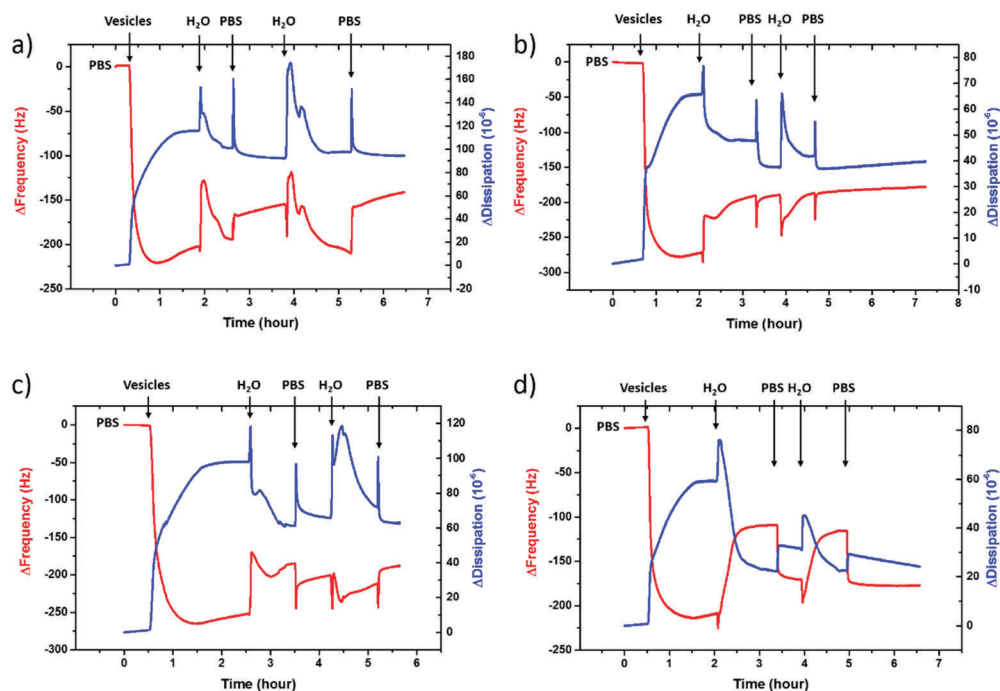 a)
Vesicles H₂O PBS H₂O PBS
PBS
0
-50
-100
-150
-200
-250
180
160
140
120
100
80
60
40
20
0
-20
ΔFrequency (Hz)
ΔDissipation (10⁻⁶)
0 1 2 3 4 5 6 7
Time (hour)
b)
Vesicles H₂O PBS H₂O PBS
PBS
0
-50
-100
-150
-200
-250
-300
80
70
60
50
40
30
20
10
0
-10
ΔFrequency (Hz)
ΔDissipation (10⁻⁶)
0 1 2 3 4 5 6 7 8
Time (hour)
c)
Vesicles H₂O PBS H₂O PBS
PBS
0
-50
-100
-150
-200
-250
-300
120
100
80
60
40
20
0
ΔFrequency (Hz)
ΔDissipation (10⁻⁶)
0 1 2 3 4 5 6
Time (hour)
d)
Vesicles H₂O PBS H₂O PBS
PBS
0
-50
-100
-150
-200
-250
80
60
40
20
0
ΔFrequency (Hz)
ΔDissipation (10⁻⁶)
0 1 2 3 4 5 6 7
Time (hour)